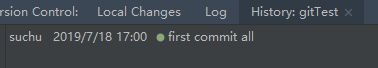 ersion Control: Local Changes Log History: gitTest ×
suchu 2019/7/18 17:00 first commit all